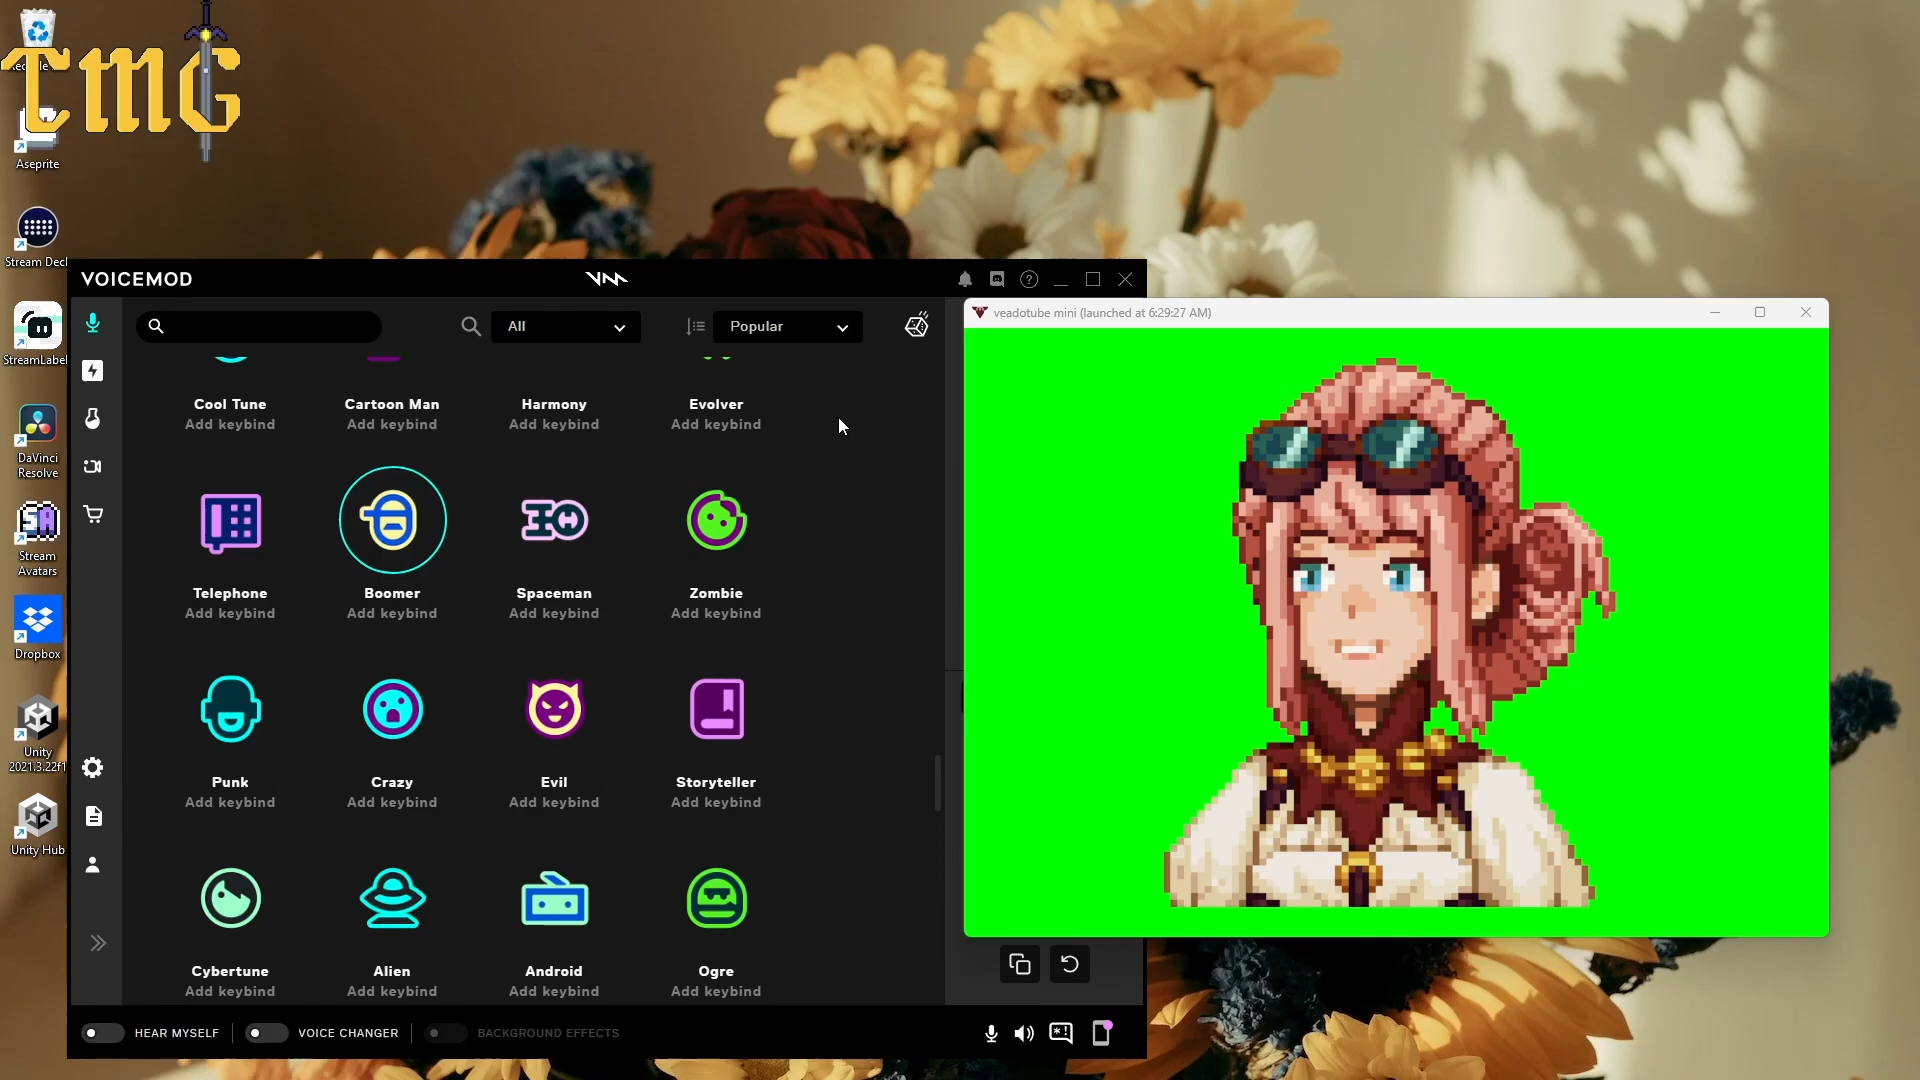 TMG
Recycle
Aseprite
Stream Deck
StreamLabel
DaVinci
Resolve
Stream
Avatars
Dropbox
Unity
2021.3.22f1
Unity Hub
VOICEMOD
All
Popular
Cool Tune
Add keybind
Cartoon Man
Add keybind
Harmony
Add keybind
Evolver
Add keybind
Telephone
Add keybind
Boomer
Add keybind
Spaceman
Add keybind
Zombie
Add keybind
Punk
Add keybind
Crazy
Add keybind
Evil
Add keybind
Storyteller
Add keybind
Cybertune
Add keybind
Alien
Add keybind
Android
Add keybind
Ogre
Add keybind
HEAR MYSELF
VOICE CHANGER
BACKGROUND EFFECTS
veadotube mini (launched at 6:29:27 AM)